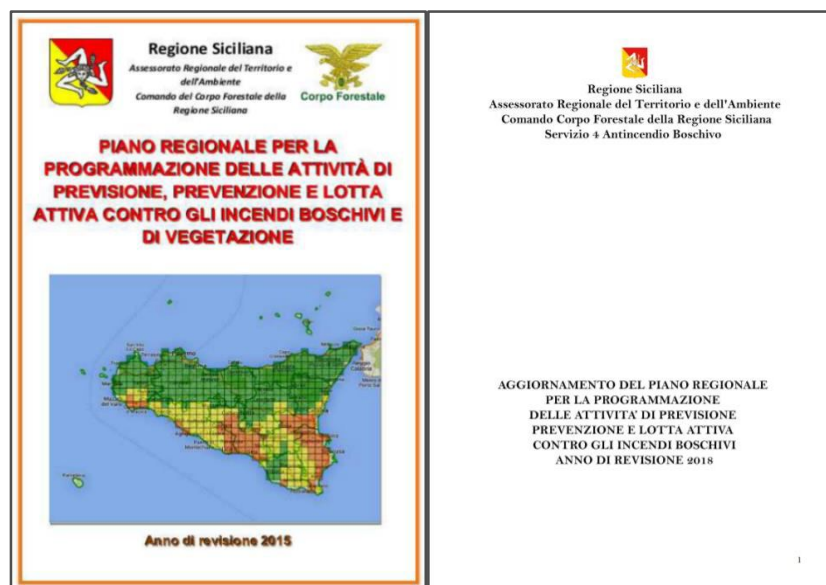 Regione Siciliana
Assessorato Regionale del Territorio e
dell'Ambiente
Comando del Corpo Forestale della
Regione Siciliana
Corpo Forestale
PIANO REGIONALE PER LA
PROGRAMMAZIONE DELLE ATTIVITÀ DI
PREVISIONE, PREVENZIONE E LOTTA
ATTIVA CONTRO GLI INCENDI BOSCHIVI E
DI VEGETAZIONE
Anno di revisione 2015
Regione Siciliana
Assessorato Regionale del Territorio e dell'Ambiente
Comando Corpo Forestale della Regione Siciliana
Servizio 4 Antincendio Boschivo
AGGIORNAMENTO DEL PIANO REGIONALE
PER LA PROGRAMMAZIONE
DELLE ATTIVITA' DI PREVISIONE
PREVENZIONE E LOTTA ATTIVA
CONTRO GLI INCENDI BOSCHIVI
ANNO DI REVISIONE 2018
1